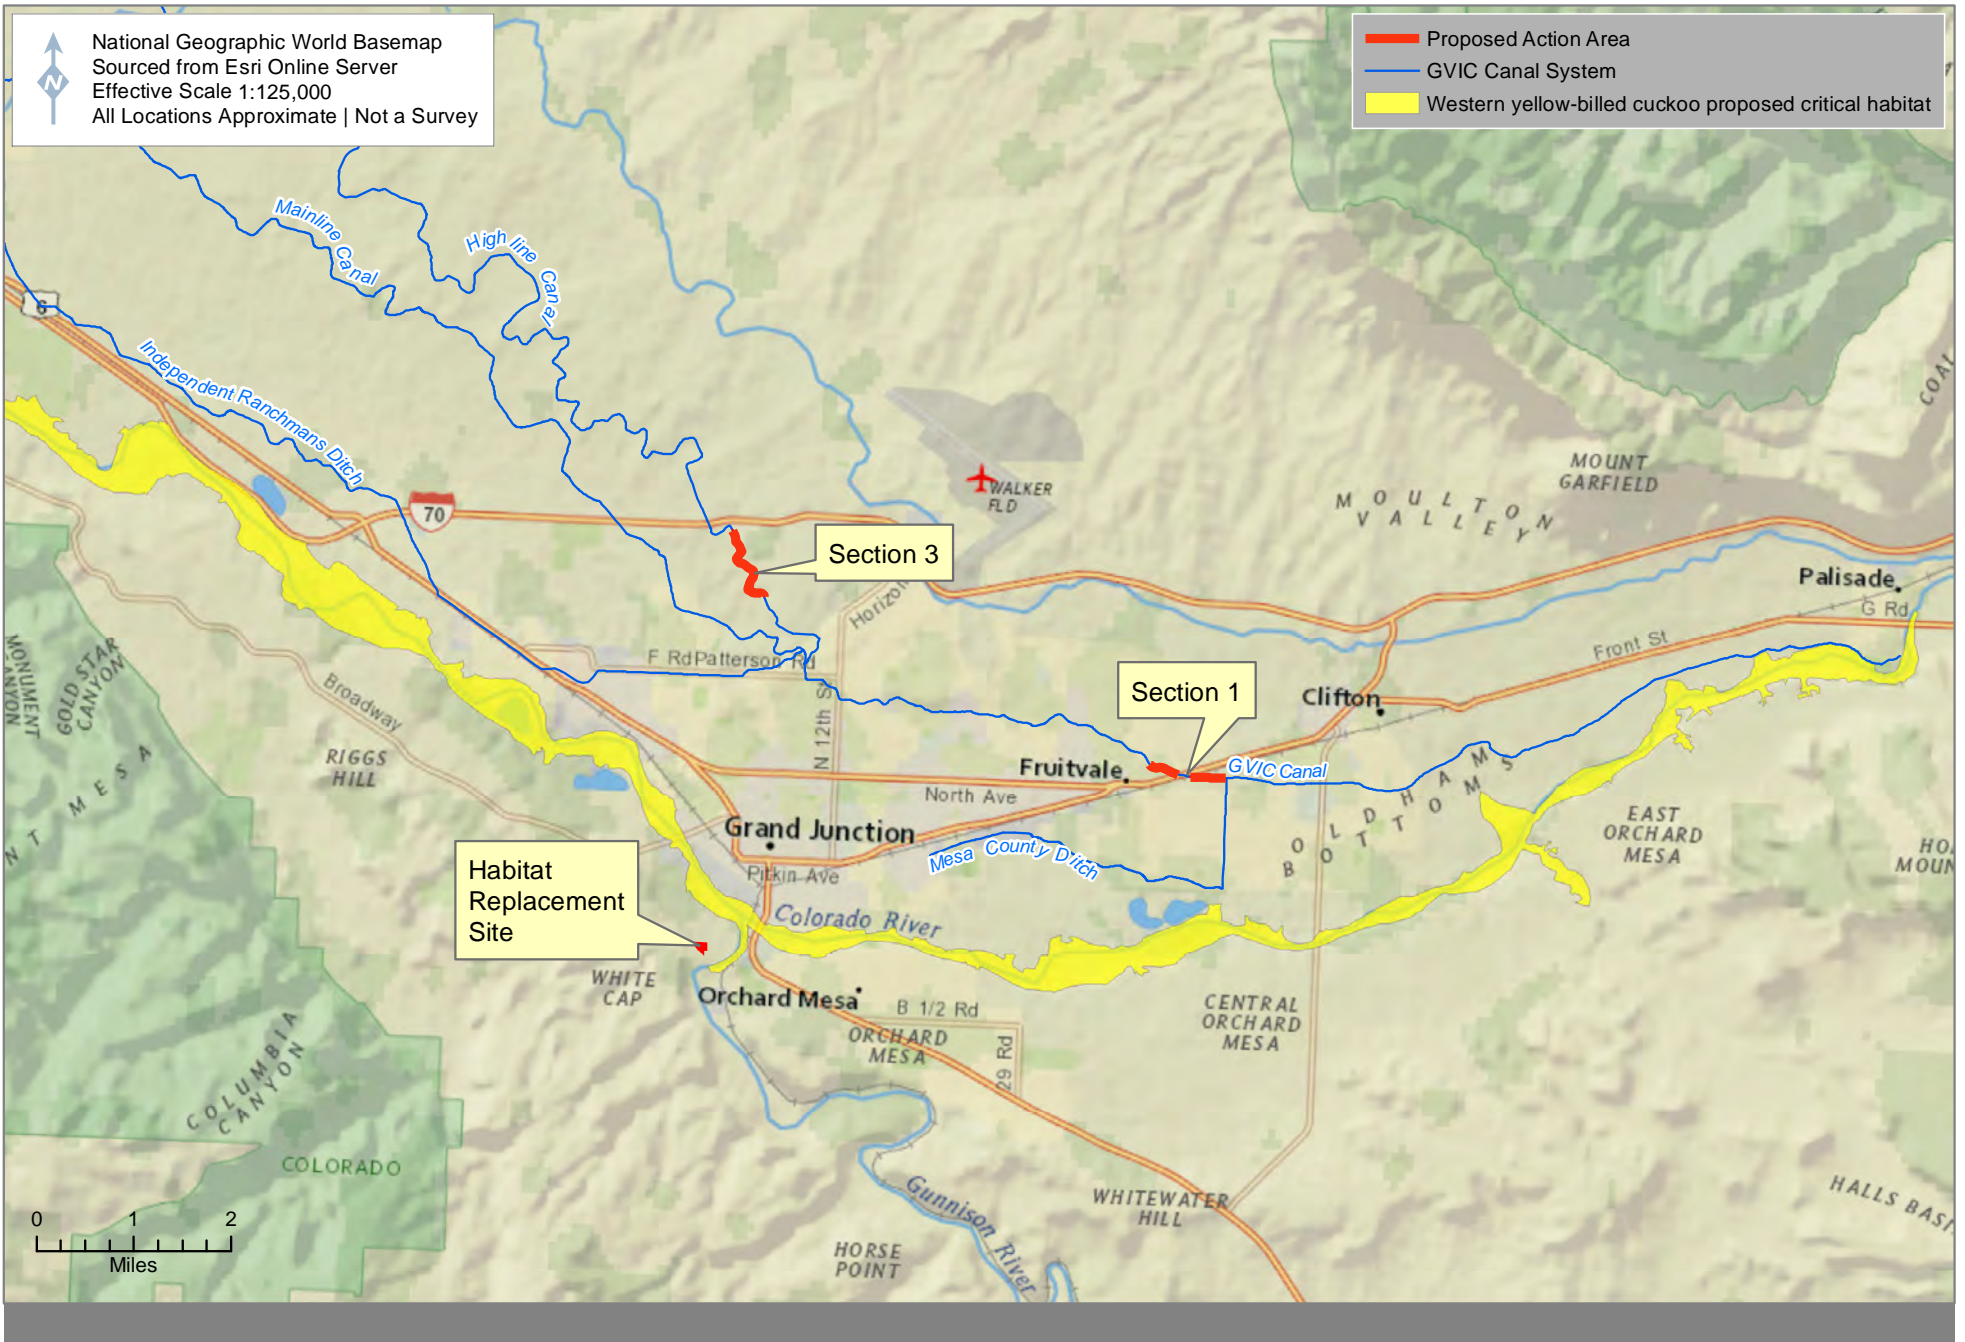 National Geographic World Basemap
Sourced from Esri Online Server
Effective Scale 1:125,000
All Locations Approximate | Not a Survey
N
Proposed Action Area
GVIC Canal System
Western yellow-billed cuckoo proposed critical habitat
Mainline Canal
High line Canal
6
Independent Ranchmans Ditch
70
WALKER
FLD
MOUNT
GARFIELD
MOULTON
VALLEY
COAL
Section 3
Horizon
Palisade
G Rd
Front St
F Rd Patterson Rd
Section 1
Clifton
MONUMENT
CANYON
GOLD STAR
CANYON
Broadway
N 12th St
RIGGS
HILL
NT MESA
Fruitvale
GVIC Canal
North Ave
OLDHAMS
BOTTOMS
EAST
ORCHARD
MESA
HO
MOUN
Grand Junction
Mesa County Ditch
Pitkin Ave
Habitat
Replacement
Site
Colorado River
WHITE
CAP
Orchard Mesa
B 1/2 Rd
ORCHARD
MESA
29 Rd
CENTRAL
ORCHARD
MESA
COLUMBIA
CANYON
COLORADO
Gunnison River
WHITEWATER
HILL
HALLS BASI
HORSE
POINT
0 1 2
Miles